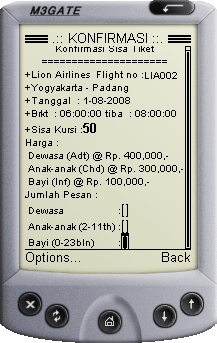 M3GATE
.:: KONFIRMASI ::.
Konfirmasi Sisa Tiket
====================
+Lion Airlines Flight no :LIA002
+Yogyakarta - Padang
+Tanggal : 1-08-2008
+Brkt : 06:00:00 tiba : 08:00:00
+Sisa Kursi :50
Harga :
Dewasa (Adt) @ Rp. 400,000,-
Anak-anak (Chd) @ Rp. 300,000,-
Bayi (Inf) @ Rp. 100,000,-
Jumlah Pesan :
Dewasa :[]
Anak-anak (2-11th) :[]
Bayi (0-23bln) :[]
Options... Back